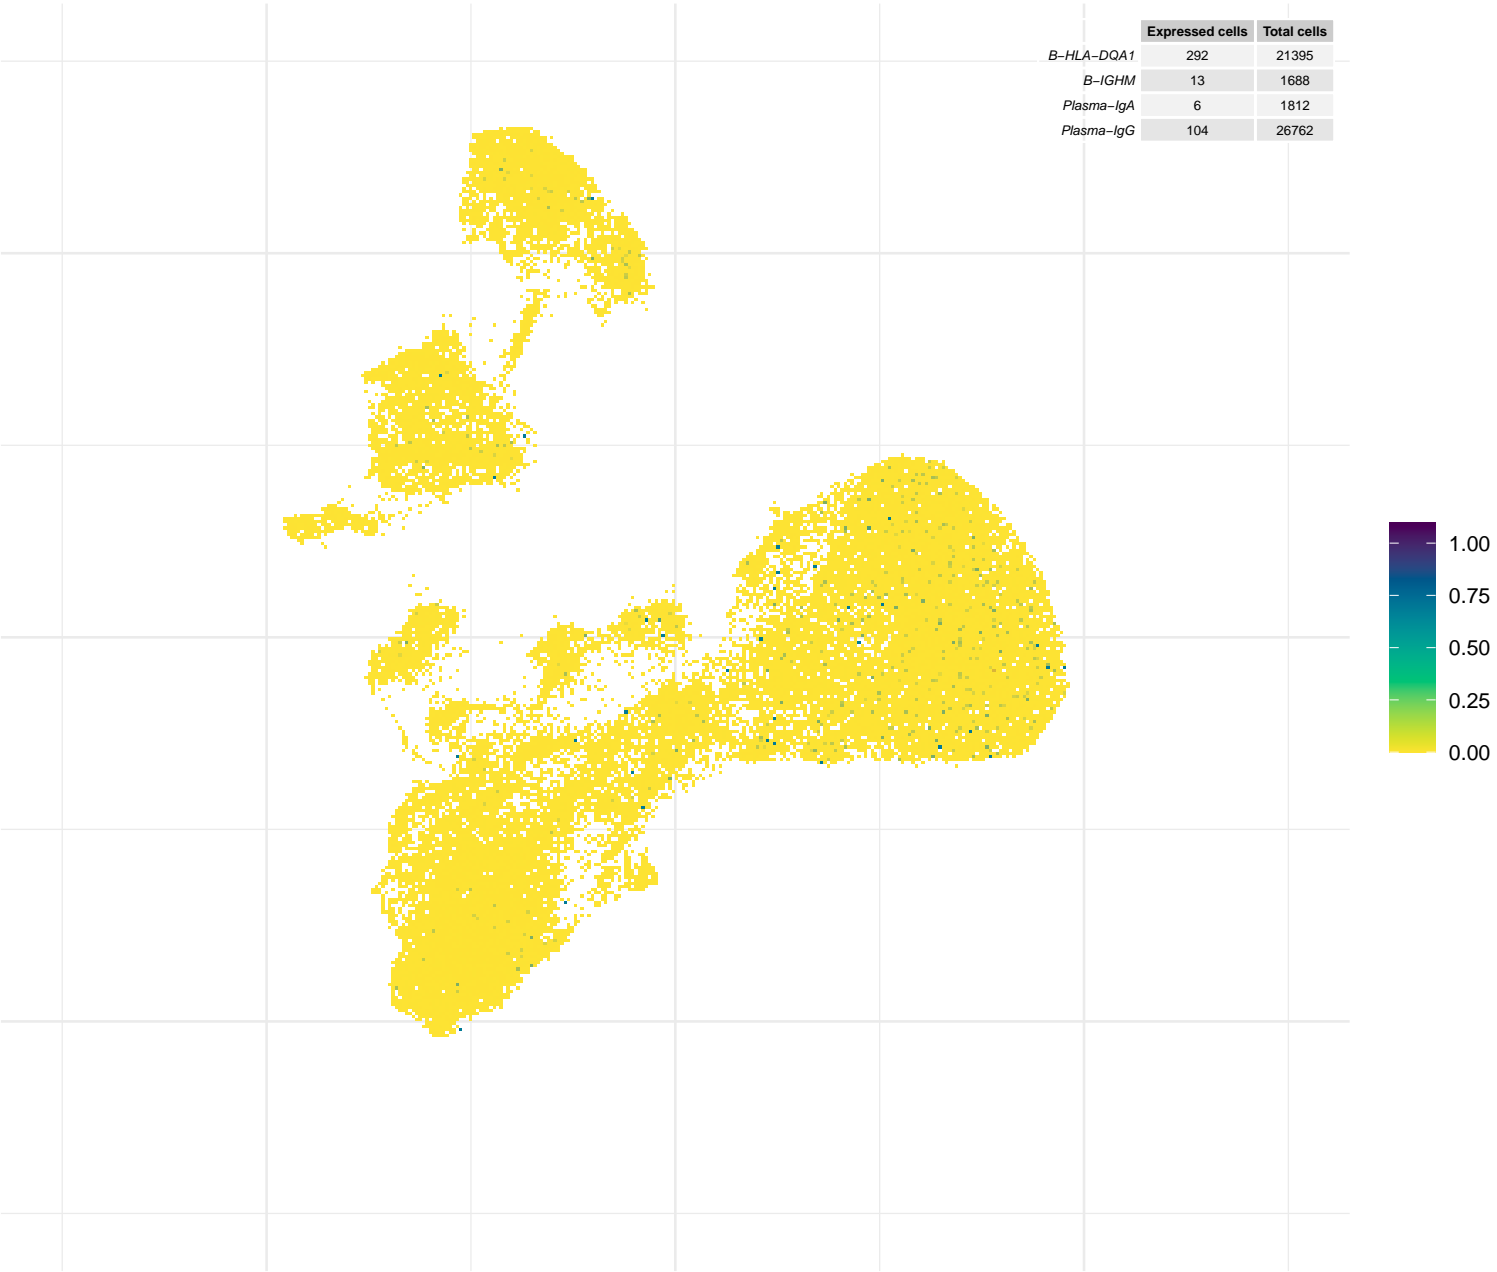 Expressed cells Total cells
B−HLA−DQA1 292 21395
B−IGHM 13 1688
Plasma−IgA 6 1812
Plasma−IgG 104 26762
1.00
0.75
0.50
0.25
0.00